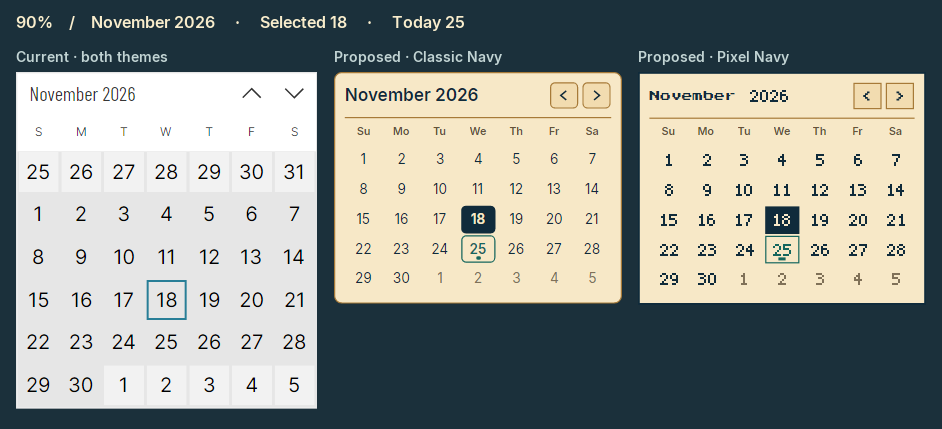 90% / November 2026 · Selected 18 · Today 25
Current · both themes
November 2026
S M T W T F S
25 26 27 28 29 30 31
1 2 3 4 5 6 7
8 9 10 11 12 13 14
15 16 17 18 19 20 21
22 23 24 25 26 27 28
29 30 1 2 3 4 5
Proposed · Classic Navy
November 2026
Su Mo Tu We Th Fr Sa
1 2 3 4 5 6 7
8 9 10 11 12 13 14
15 16 17 18 19 20 21
22 23 24 25 26 27 28
29 30 1 2 3 4 5
Proposed · Pixel Navy
November 2026
Su Mo Tu We Th Fr Sa
1 2 3 4 5 6 7
8 9 10 11 12 13 14
15 16 17 18 19 20 21
22 23 24 25 26 27 28
29 30 1 2 3 4 5